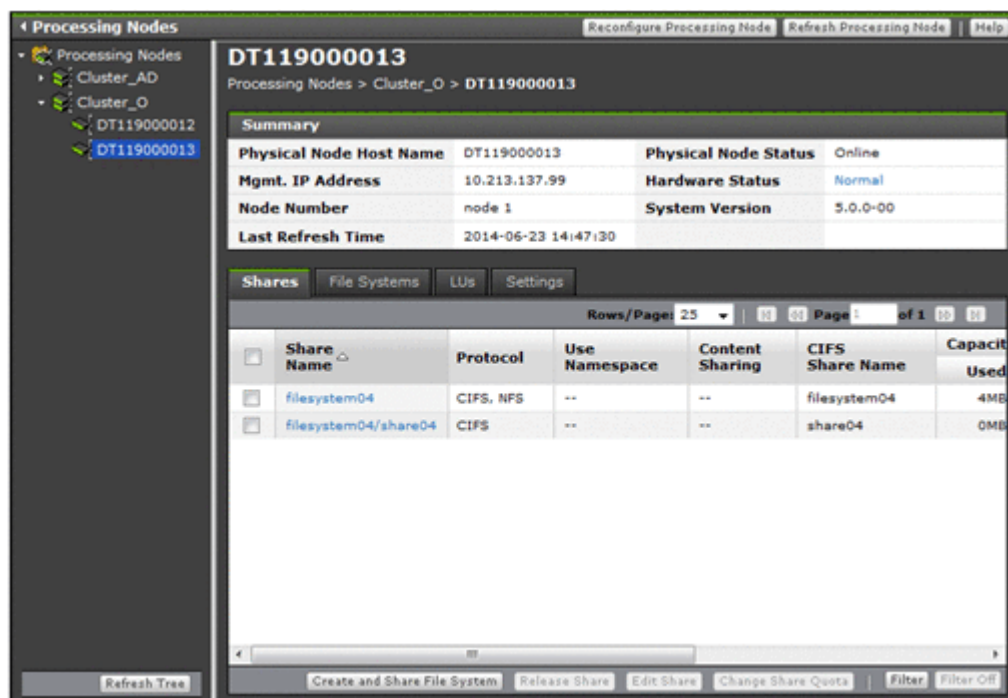 Processing Nodes
Reconfigure Processing Node Refresh Processing Node | Help
Processing Nodes
Cluster_AD
Cluster_O
DT119000012
DT119000013
Refresh Tree
DT119000013
Processing Nodes > Cluster_O > DT119000013
Summary
Physical Node Host Name DT119000013 Physical Node Status Online
Mgmt. IP Address 10.213.137.99 Hardware Status Normal
Node Number node 1 System Version 5.0.0-00
Last Refresh Time 2014-06-23 14:47:30
Shares File Systems LUs Settings
Rows/Page: 25 | Page 1 of 1
Share Name Protocol Use Namespace Content Sharing CIFS Share Name Capacit Used
filesystem04 CIFS, NFS -- -- filesystem04 4MB
filesystem04/share04 CIFS -- -- share04 0MB
Create and Share File System Release Share Edit Share Change Share Quota | Filter Filter Off